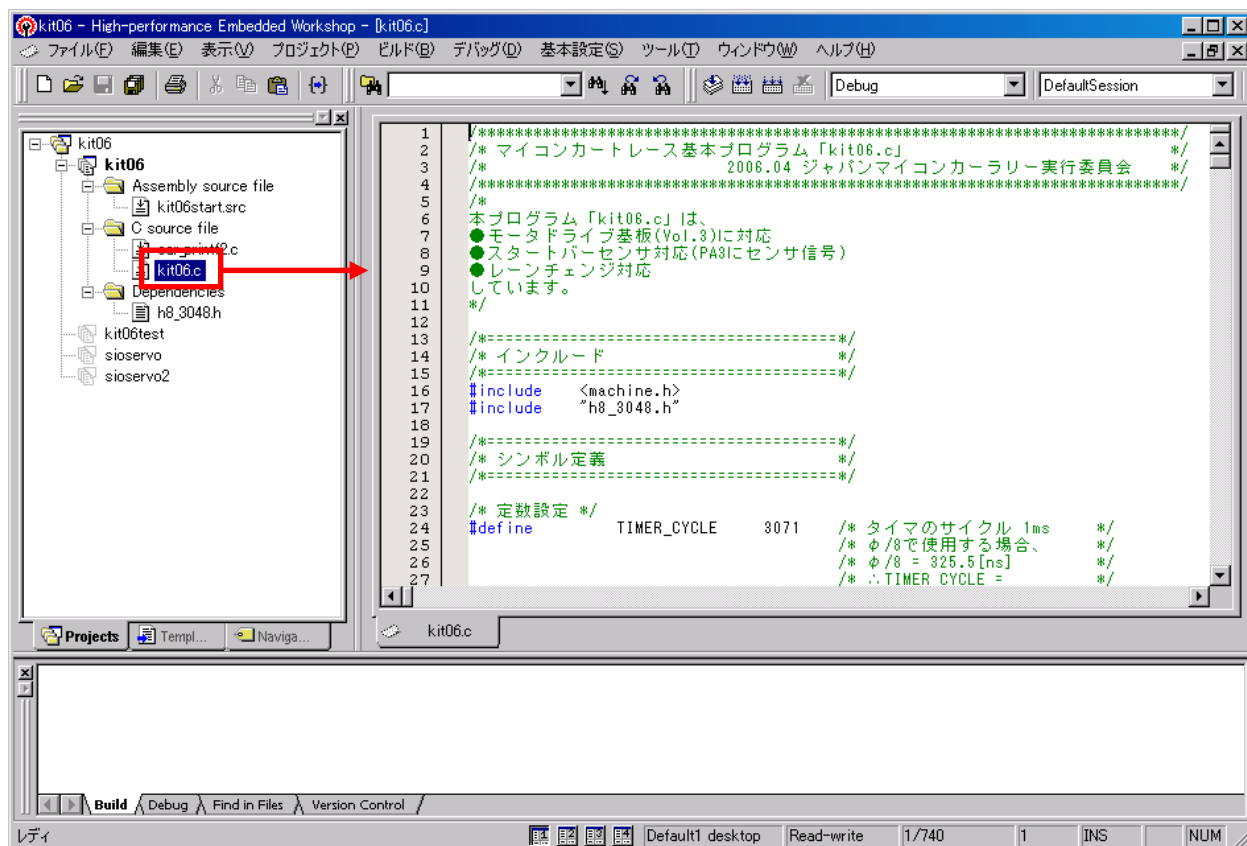 kit06 - High-performance Embedded Workshop - [kit06.c]
ファイル(F) 編集(E) 表示(V) プロジェクト(P) ビルド(B) デバッグ(D) 基本設定(S) ツール(T) ウィンドウ(W) ヘルプ(H)
Debug DefaultSession
kit06
kit06
Assembly source file
kit06start.src
C source file
car_printf2.c
kit06.c
Dependencies
h8_3048.h
kit06test
sioservo
sioservo2
Projects Templ... Naviga...
1 /****************************************************************************/
2 /* マイコンカートレース基本プログラム「kit06.c」 */
3 /* 2006.04 ジャパンマイコンカーラリー実行委員会 */
4 /****************************************************************************/
5 /*
6 本プログラム「kit06.c」は、
7 ●モータドライブ基板(Vol.3)に対応
8 ●スタートバーセンサ対応(PA3にセンサ信号)
9 ●レーンチェンジ対応
10 しています。
11 */
12
13 /*======================================*/
14 /* インクルード */
15 /*======================================*/
16 #include <machine.h>
17 #include "h8_3048.h"
18
19 /*======================================*/
20 /* シンボル定義 */
21 /*======================================*/
22
23 /* 定数設定 */
24 #define TIMER_CYCLE 3071 /* タイマのサイクル 1ms */
25 /* φ/8で使用する場合、 */
26 /* φ/8 = 325.5[ns] */
27 /* ∴TIMER_CYCLE = */
kit06.c
Build Debug Find in Files Version Control
レディ Default1 desktop Read-write 1/740 1 INS NUM